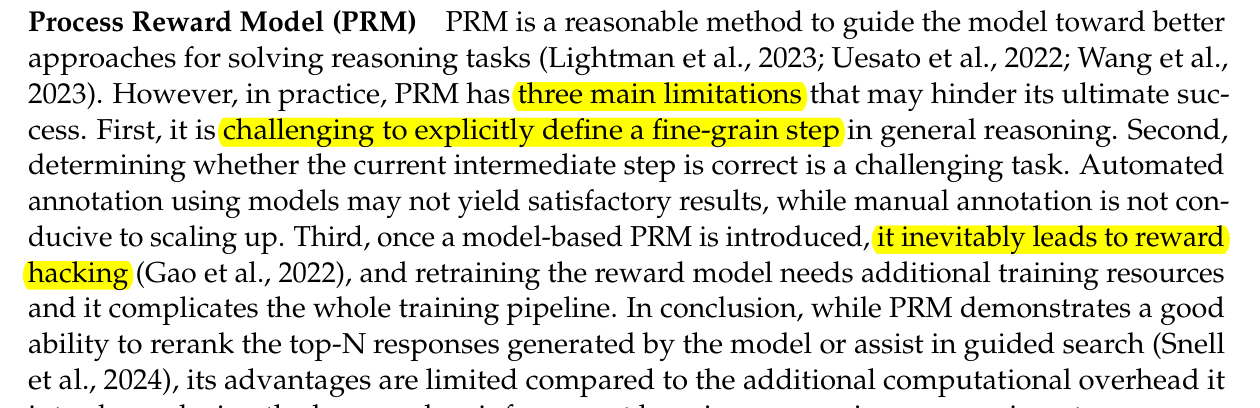 Process Reward Model (PRM) PRM is a reasonable method to guide the model toward better
approaches for solving reasoning tasks (Lightman et al., 2023; Uesato et al., 2022; Wang et al.,
2023). However, in practice, PRM has three main limitations that may hinder its ultimate suc-
cess. First, it is challenging to explicitly define a fine-grain step in general reasoning. Second,
determining whether the current intermediate step is correct is a challenging task. Automated
annotation using models may not yield satisfactory results, while manual annotation is not con-
ducive to scaling up. Third, once a model-based PRM is introduced, it inevitably leads to reward
hacking (Gao et al., 2022), and retraining the reward model needs additional training resources
and it complicates the whole training pipeline. In conclusion, while PRM demonstrates a good
ability to rerank the top-N responses generated by the model or assist in guided search (Snell
et al., 2024), its advantages are limited compared to the additional computational overhead it